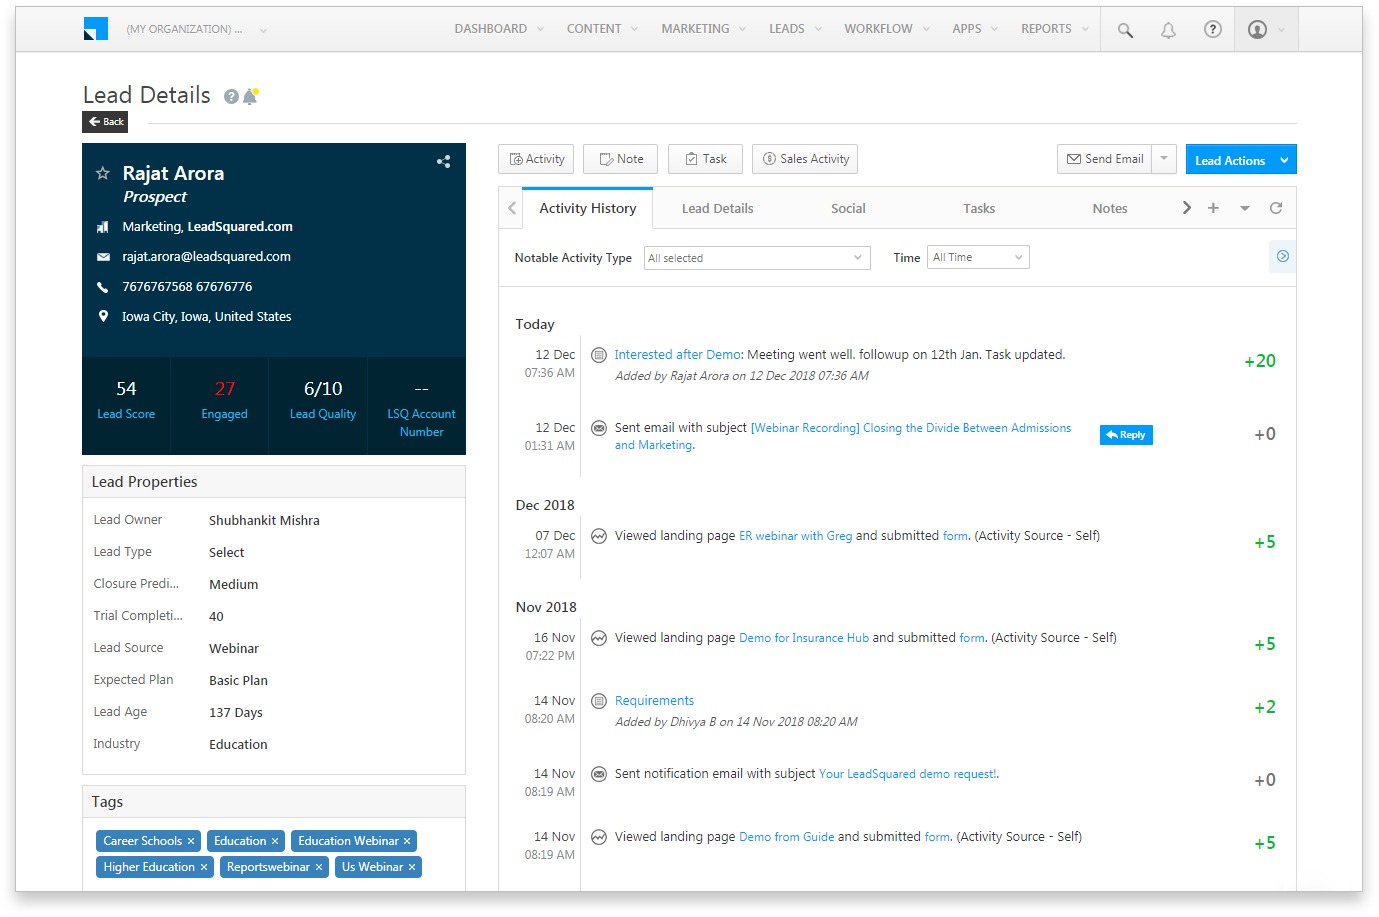 (MY ORGANIZATION) ...
DASHBOARD CONTENT MARKETING LEADS WORKFLOW APPS REPORTS
Lead Details
Back
Rajat Arora
Prospect
Marketing, LeadSquared.com
rajat.arora@leadsquared.com
7676767568 67676776
Iowa City, Iowa, United States
54 27 6/10 --
Lead Score Engaged Lead Quality LSQ Account
Number
Lead Properties
Lead Owner Shubhankit Mishra
Lead Type Select
Closure Predi... Medium
Trial Completi... 40
Lead Source Webinar
Expected Plan Basic Plan
Lead Age 137 Days
Industry Education
Tags
Career Schools × Education × Education Webinar ×
Higher Education × Reportswebinar × Us Webinar ×
Activity Note Task Sales Activity Send Email Lead Actions
Activity History Lead Details Social Tasks Notes
Notable Activity Type All selected Time All Time
Today
12 Dec Interested after Demo: Meeting went well. followup on 12th Jan. Task updated. +20
07:36 AM Added by Rajat Arora on 12 Dec 2018 07:36 AM
12 Dec Sent email with subject [Webinar Recording] Closing the Divide Between Admissions Reply +0
01:31 AM and Marketing.
Dec 2018
07 Dec Viewed landing page ER webinar with Greg and submitted form. (Activity Source - Self) +5
12:07 AM
Nov 2018
16 Nov Viewed landing page Demo for Insurance Hub and submitted form. (Activity Source - Self) +5
07:22 PM
14 Nov Requirements +2
08:20 AM Added by Dhivya B on 14 Nov 2018 08:20 AM
14 Nov Sent notification email with subject Your LeadSquared demo request!. +0
08:19 AM
14 Nov Viewed landing page Demo from Guide and submitted form. (Activity Source - Self) +5
08:19 AM